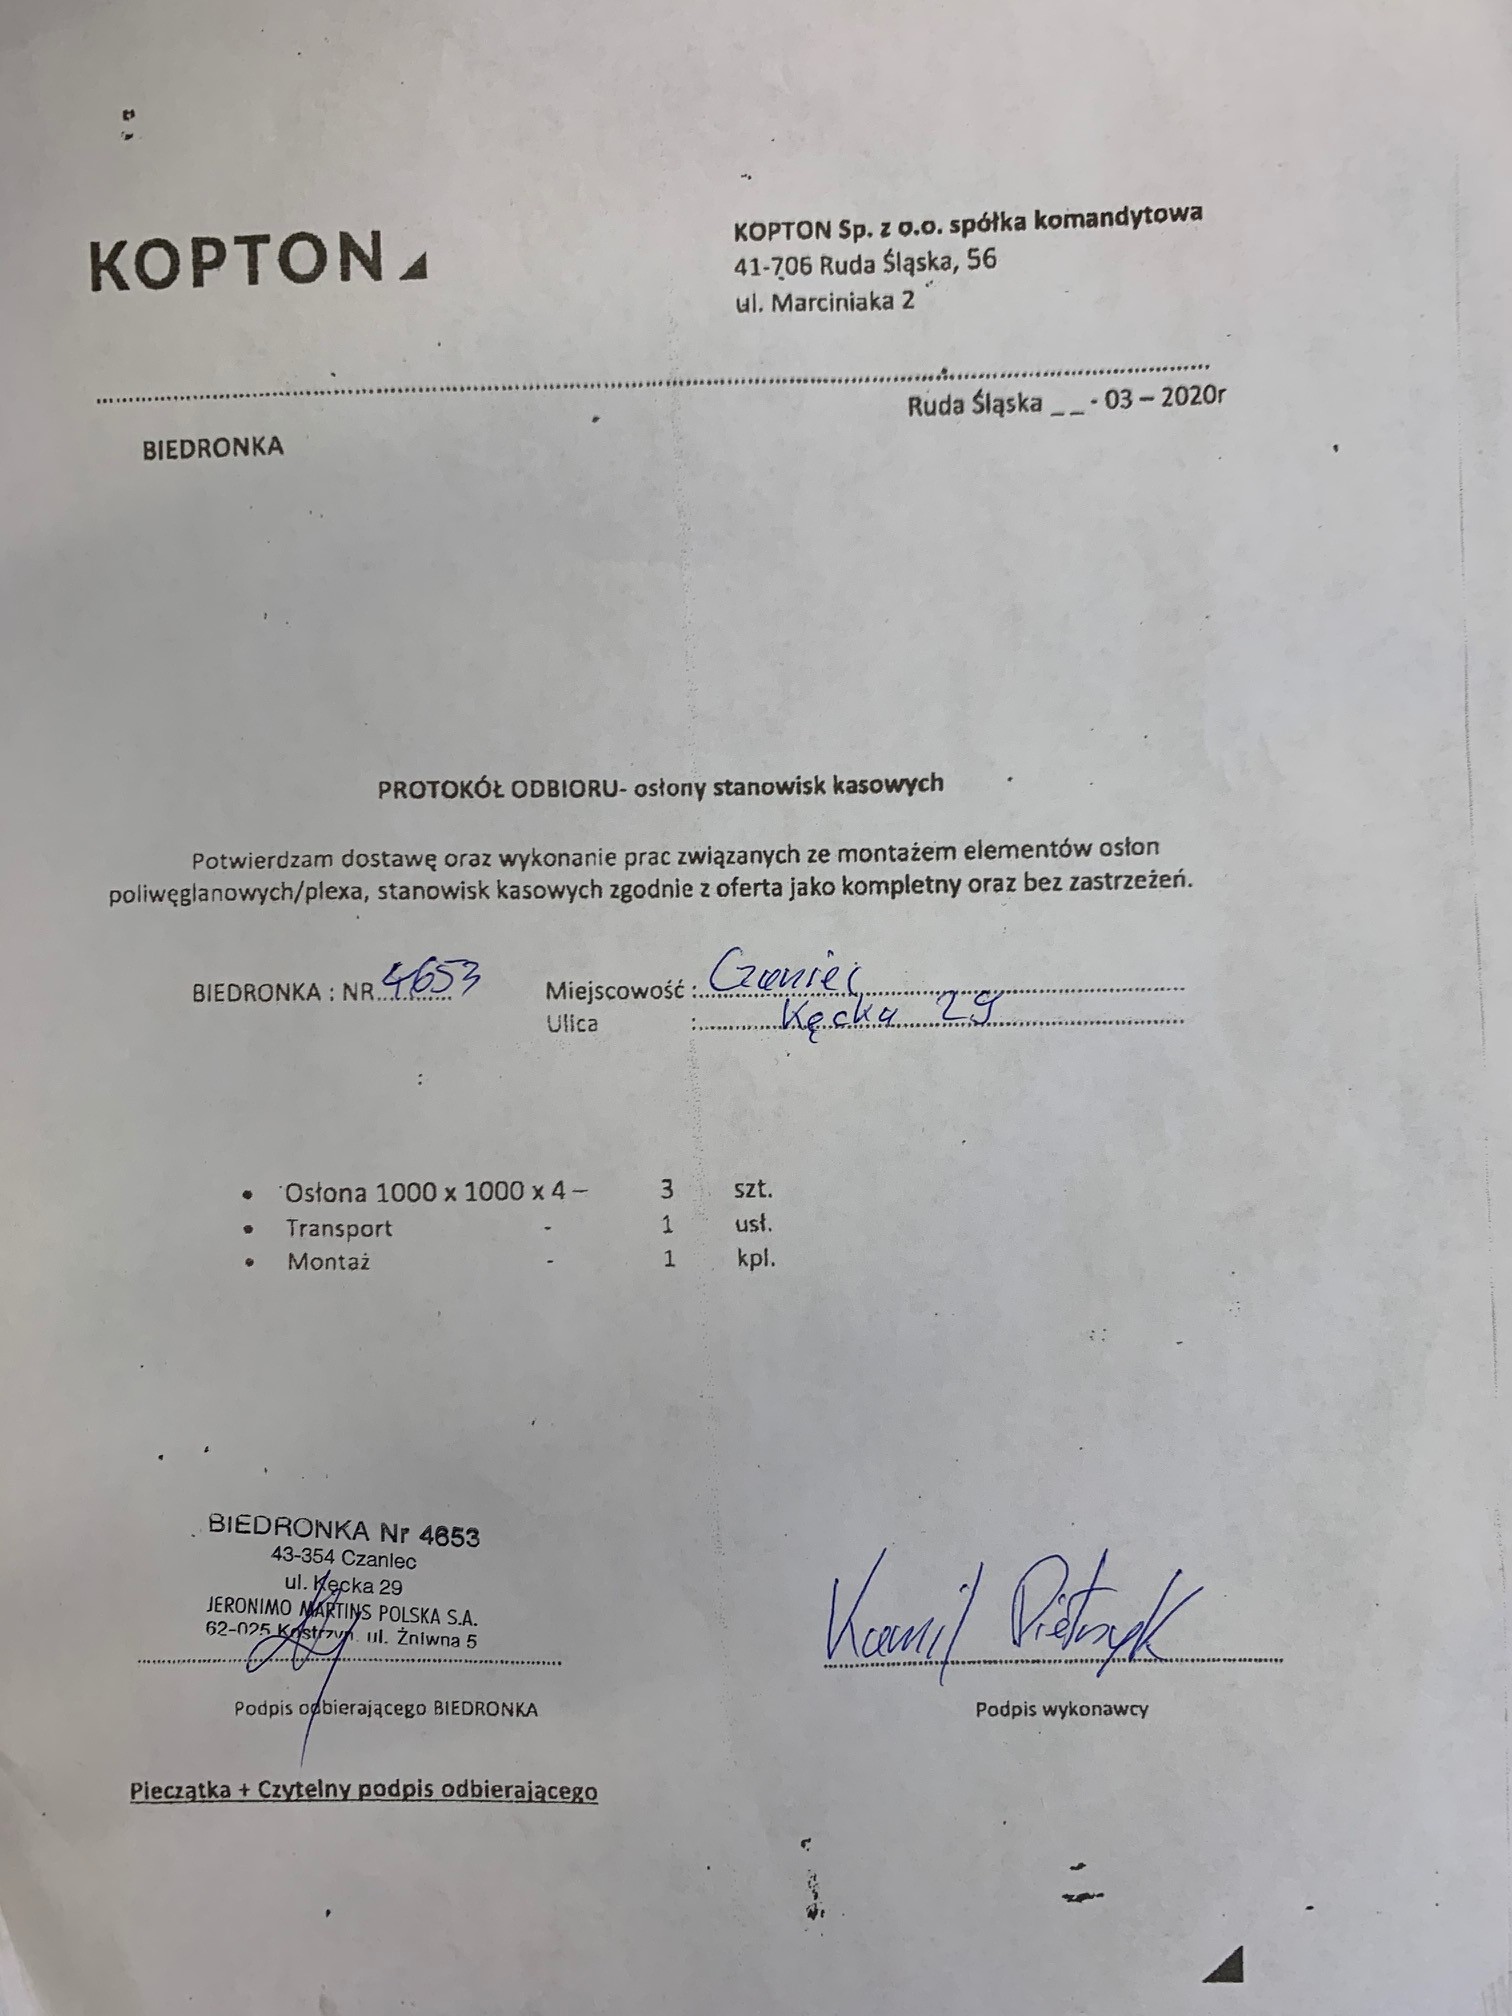 KOPTON
KOPTON Sp. z o.o. spółka komandytowa
41-706 Ruda Śląska, 56
ul. Marciniaka 2
Ruda Śląska _ _ - 03 – 2020r
BIEDRONKA
PROTOKÓŁ ODBIORU- osłony stanowisk kasowych
Potwierdzam dostawę oraz wykonanie prac związanych ze montażem elementów osłon
poliwęglanowych/plexa, stanowisk kasowych zgodnie z oferta jako kompletny oraz bez zastrzeżeń.
BIEDRONKA : NR 4653 Miejscowość : Czaniec
Ulica : Kęcka 29
• Osłona 1000 x 1000 x 4 – 3 szt.
• Transport - 1 usł.
• Montaż - 1 kpl.
BIEDRONKA Nr 4653
43-354 Czaniec
ul. Kęcka 29
JERONIMO MARTINS POLSKA S.A.
62-025 Kostrzyn ul. Żniwna 5
Kamil Pietrzyk
Podpis odbierającego BIEDRONKA Podpis wykonawcy
Pieczątka + Czytelny podpis odbierającego